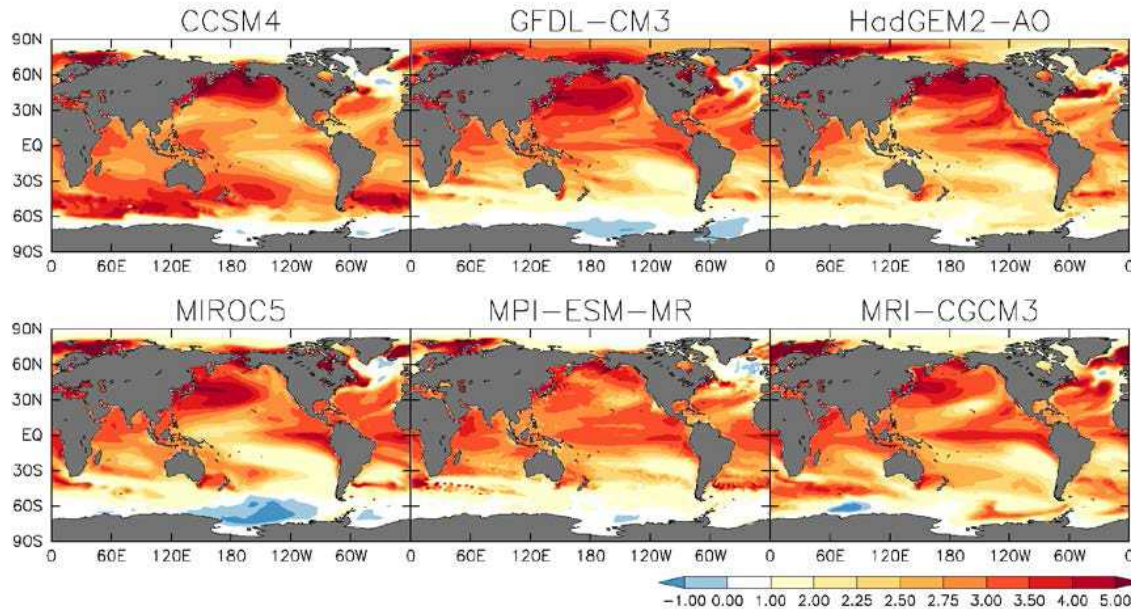 CCSM4 GFDL-CM3 HadGEM2-AO
90N
60N
30N
EQ
30S
60S
90S
0 60E 120E 180 120W 60W 0 60E 120E 180 120W 60W 0 60E 120E 180 120W 60W 0
MIROC5 MPI-ESM-MR MRI-CGCM3
90N
60N
30N
EQ
30S
60S
90S
0 60E 120E 180 120W 60W 0 60E 120E 180 120W 60W 0 60E 120E 180 120W 60W 0
-1.00 0.00 1.00 2.00 2.25 2.50 3.00 3.50 4.00 5.00